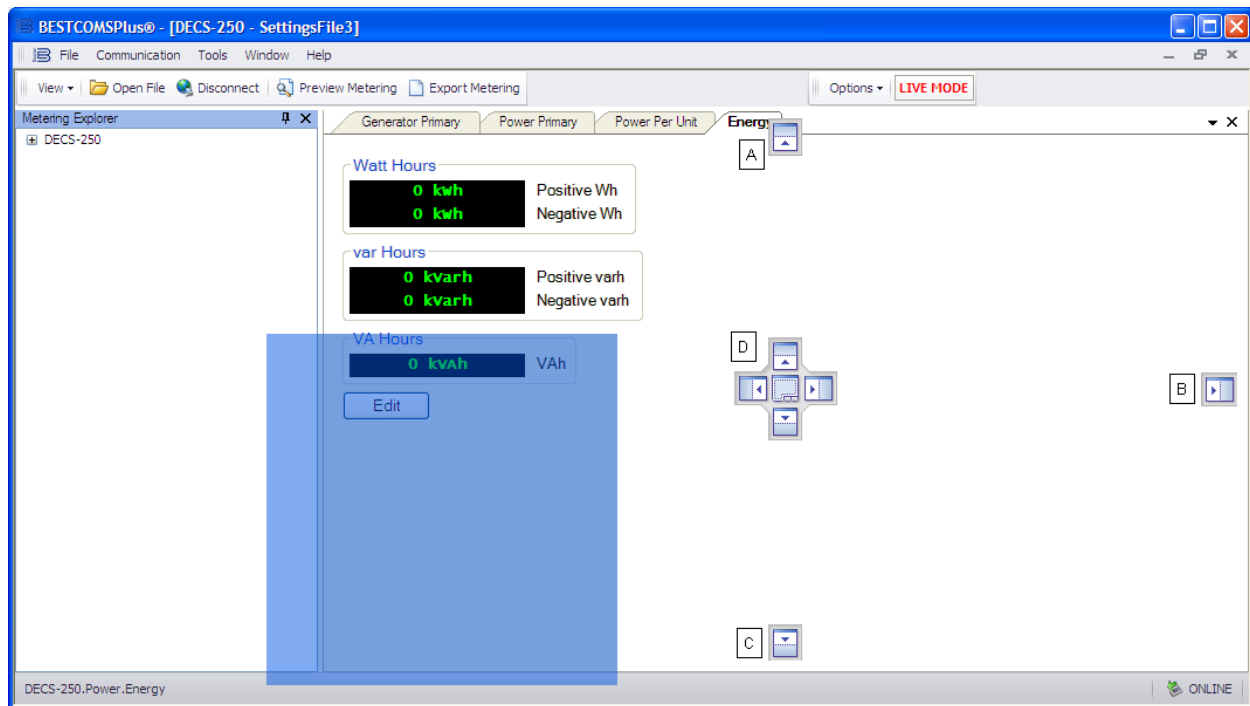 BESTCOMSPlus® - [DECS-250 - SettingsFile3]
File Communication Tools Window Help
View Open File Disconnect Preview Metering Export Metering Options LIVE MODE
Metering Explorer
DECS-250
Generator Primary Power Primary Power Per Unit Energy
A
Watt Hours
0 kWh Positive Wh
0 kWh Negative Wh
var Hours
0 kvarh Positive varh
0 kvarh Negative varh
VA Hours
0 kVAh VAh
D
Edit
B
C
DECS-250.Power.Energy ONLINE